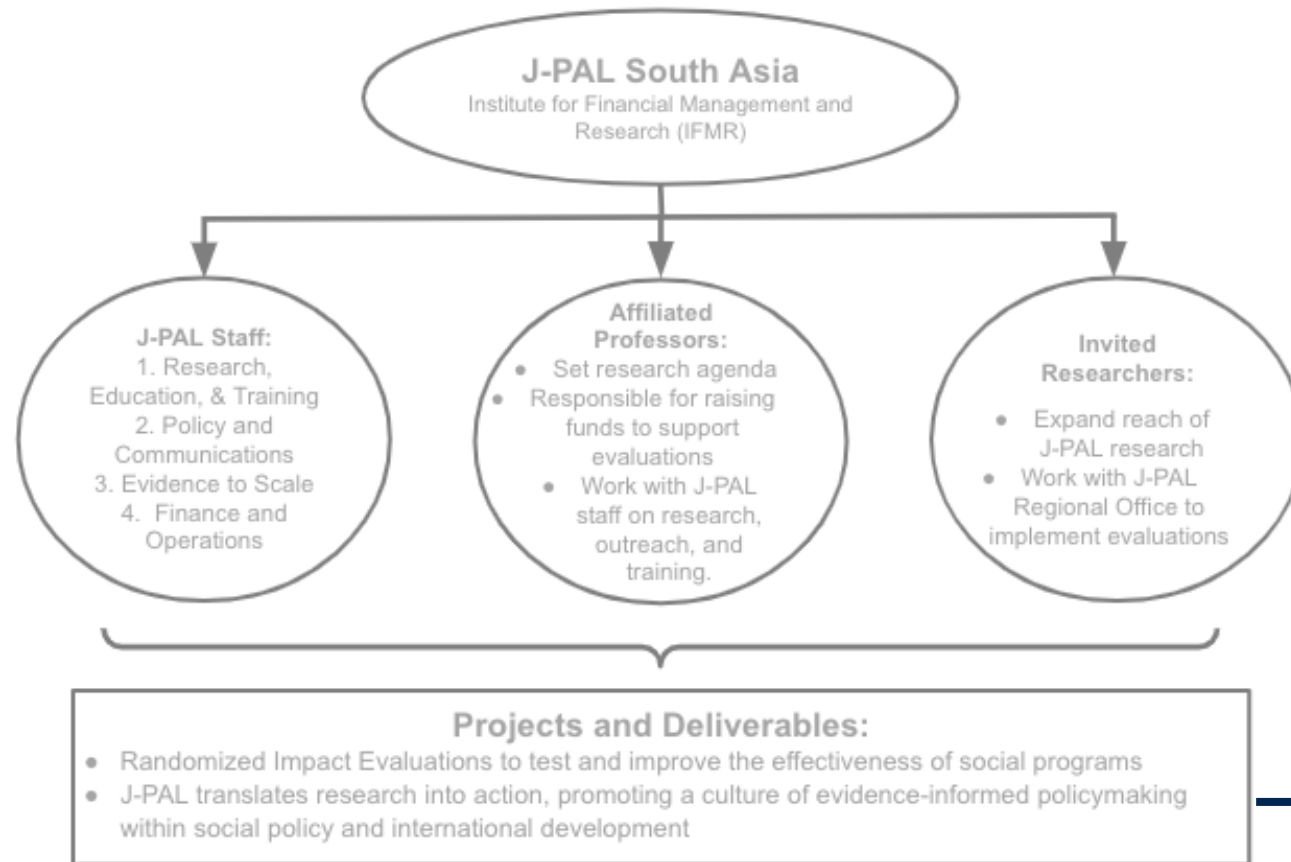 J-PAL South Asia
Institute for Financial Management and
Research (IFMR)
J-PAL Staff:
1. Research,
Education, & Training
2. Policy and
Communications
3. Evidence to Scale
4. Finance and
Operations
Affiliated
Professors:
● Set research agenda
● Responsible for raising
funds to support
evaluations
● Work with J-PAL
staff on research,
outreach, and
training.
Invited
Researchers:
● Expand reach of
J-PAL research
● Work with J-PAL
Regional Office to
implement evaluations
Projects and Deliverables:
● Randomized Impact Evaluations to test and improve the effectiveness of social programs
● J-PAL translates research into action, promoting a culture of evidence-informed policymaking
within social policy and international development